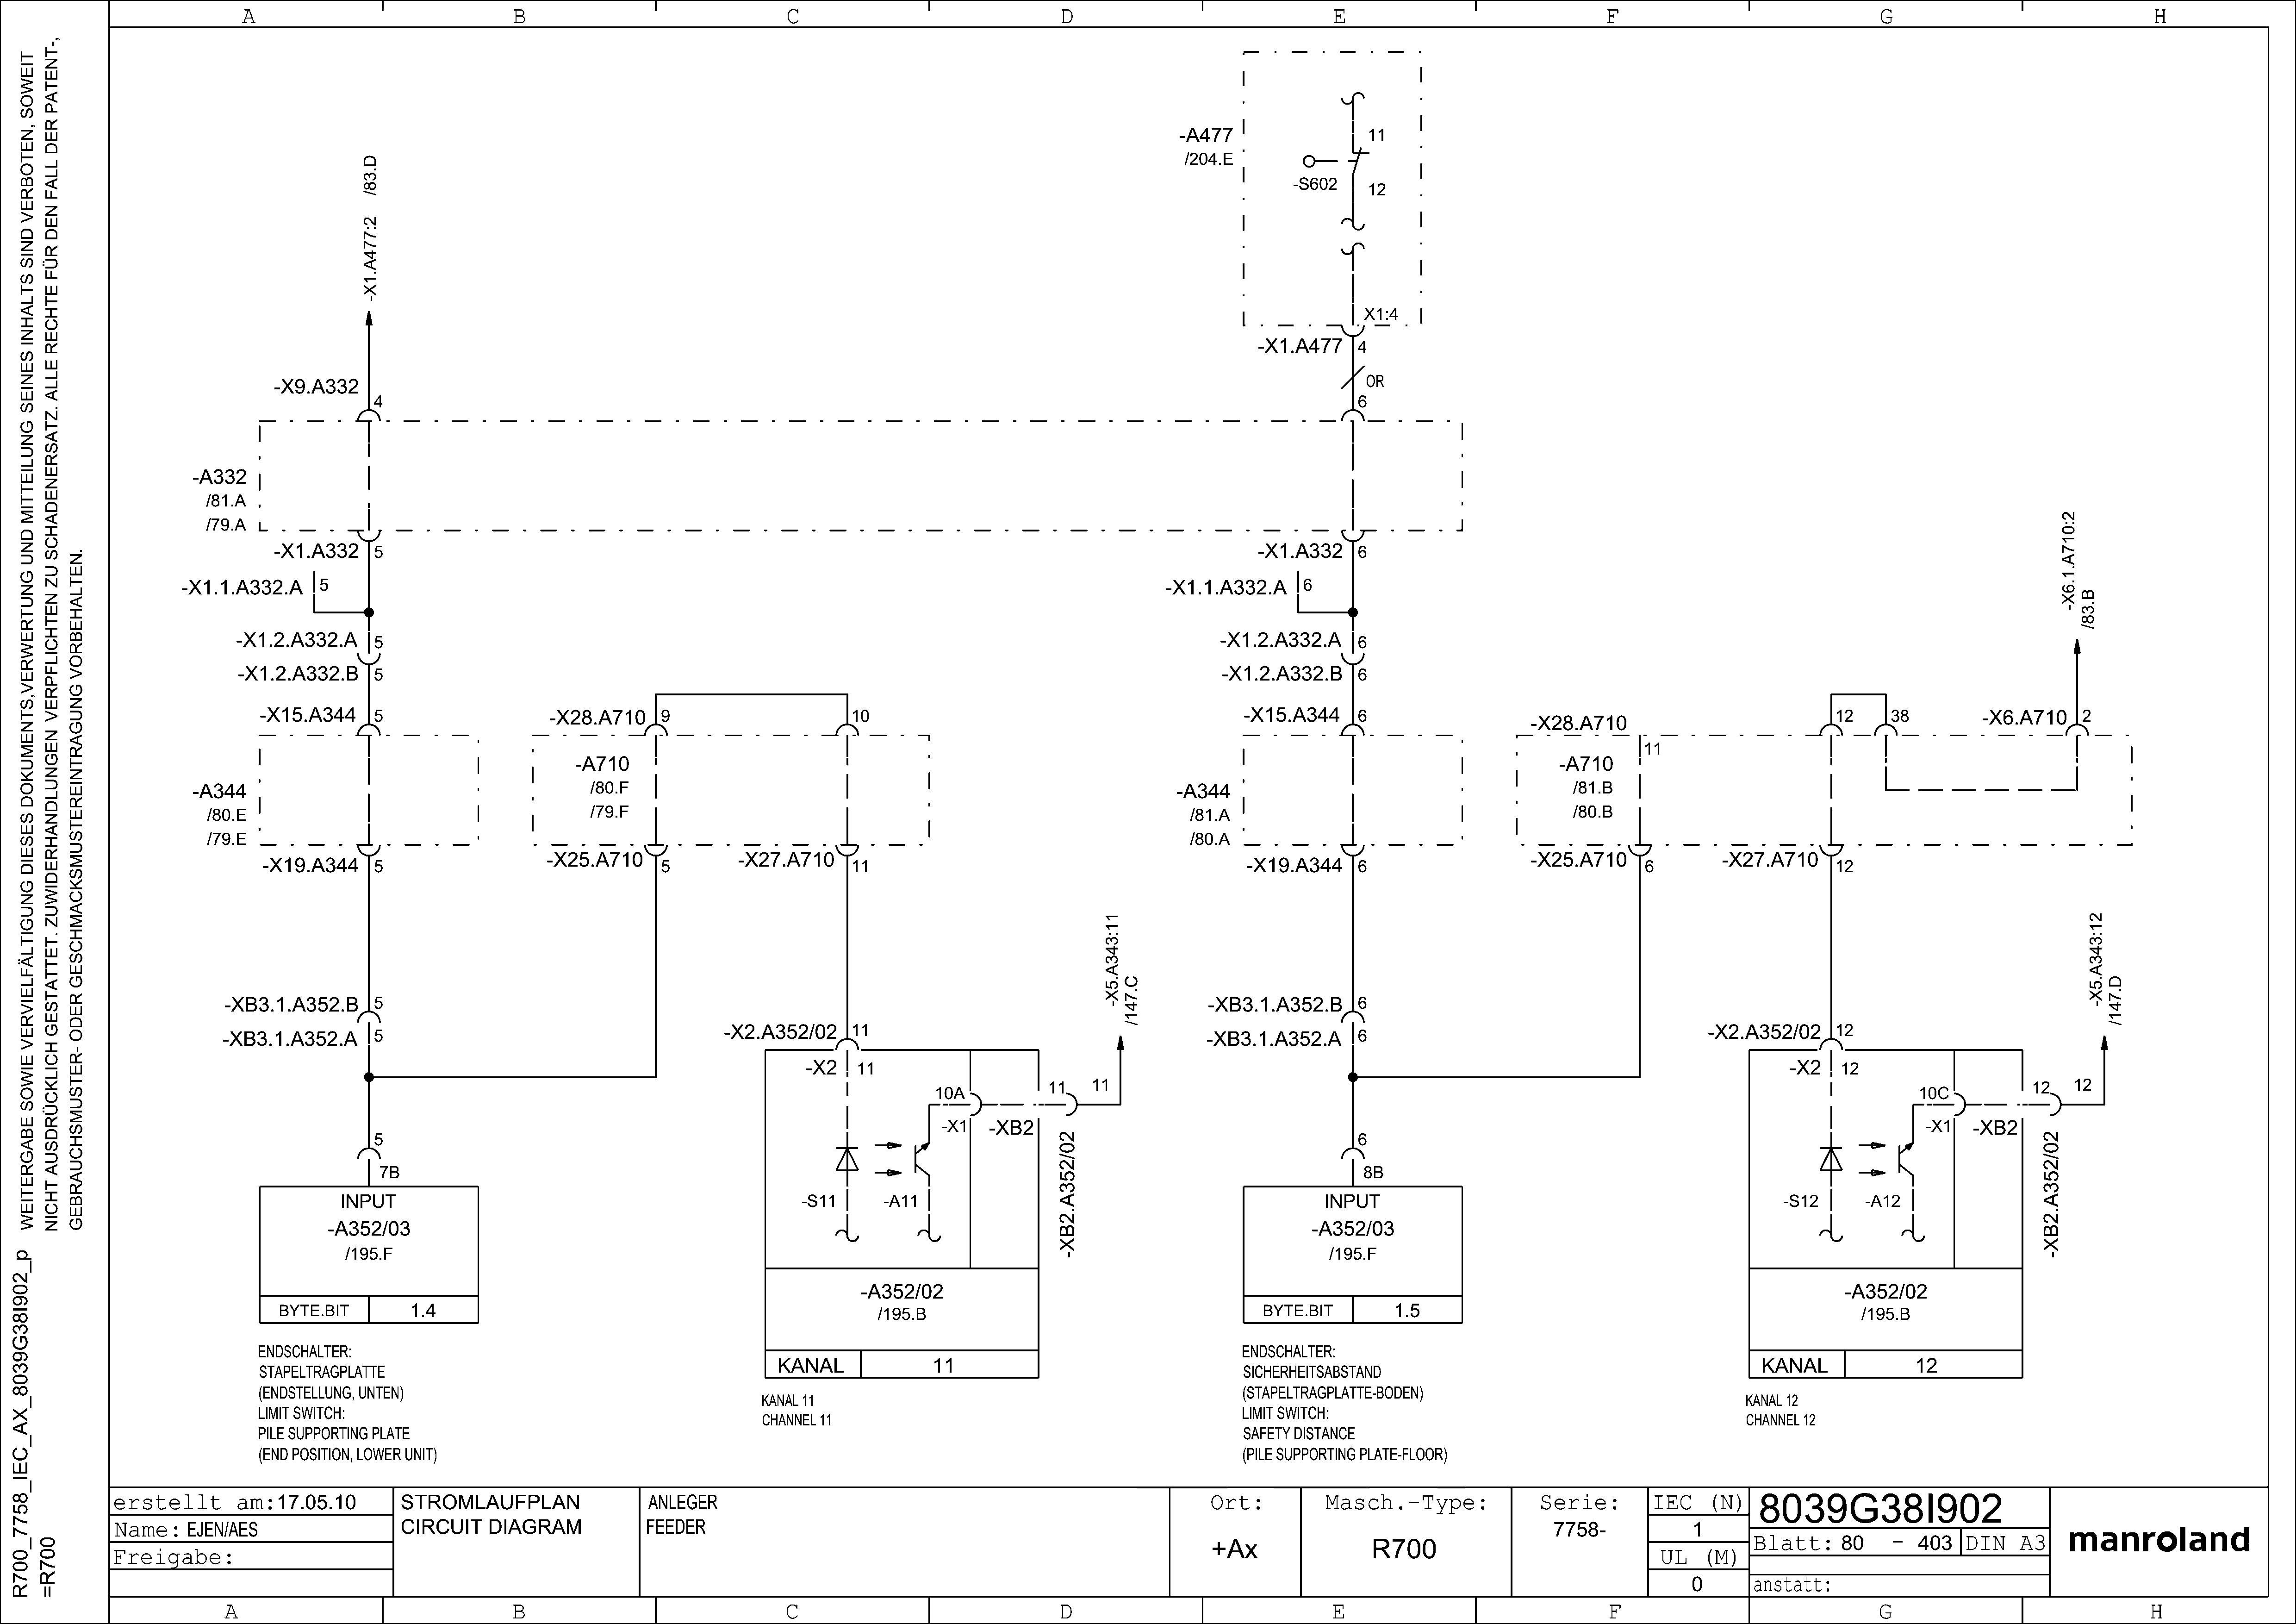 A B C D E F G H
WEITERGABE SOWIE VERVIELFÄLTIGUNG DIESES DOKUMENTS,VERWERTUNG UND MITTEILUNG SEINES INHALTS SIND VERBOTEN, SOWEIT
NICHT AUSDRÜCKLICH GESTATTET. ZUWIDERHANDLUNGEN VERPFLICHTEN ZU SCHADENERSATZ. ALLE RECHTE FÜR DEN FALL DER PATENT-,
GEBRAUCHSMUSTER- ODER GESCHMACKSMUSTEREINTRAGUNG VORBEHALTEN.
R700_7758_IEC_AX_8039G38I902_p
=R700
-X1.A477:2 /83.D
-X9.A332
4
-A332
/81.A
/79.A
-X1.A332 5
-X1.1.A332.A 5
-X1.2.A332.A 5
-X1.2.A332.B 5
-X15.A344 5
-A344
/80.E
/79.E
-X19.A344 5
-XB3.1.A352.B 5
-XB3.1.A352.A 5
5
7B
INPUT
-A352/03
/195.F
BYTE.BIT 1.4
ENDSCHALTER:
STAPELTRAGPLATTE
(ENDSTELLUNG, UNTEN)
LIMIT SWITCH:
PILE SUPPORTING PLATE
(END POSITION, LOWER UNIT)
-X28.A710 9 10
-A710
/80.F
/79.F
-X25.A710 5
-X27.A710 11
-X2.A352/02 11
-X2 11
10A
-X1
-XB2
11 11
-X5.A343:11
/147.C
-XB2.A352/02
-S11 -A11
-A352/02
/195.B
KANAL 11
KANAL 11
CHANNEL 11
-A477
/204.E
11
-S602
12
X1:4
-X1.A477 4
OR
6
-X1.A332 6
-X1.1.A332.A 6
-X1.2.A332.A 6
-X1.2.A332.B 6
-X15.A344 6
-A344
/81.A
/80.A
-X19.A344 6
-XB3.1.A352.B 6
-XB3.1.A352.A 6
6
8B
INPUT
-A352/03
/195.F
BYTE.BIT 1.5
ENDSCHALTER:
SICHERHEITSABSTAND
(STAPELTRAGPLATTE-BODEN)
LIMIT SWITCH:
SAFETY DISTANCE
(PILE SUPPORTING PLATE-FLOOR)
-X6.1.A710:2
/83.B
-X28.A710 11 12 38
-X6.A710 2
-A710
/81.B
/80.B
-X25.A710 6
-X27.A710 12
-X2.A352/02 12
-X2 12
10C
-X1
-XB2
12 12
-X5.A343:12
/147.D
-XB2.A352/02
-S12 -A12
-A352/02
/195.B
KANAL 12
KANAL 12
CHANNEL 12
erstellt am:17.05.10
Name: EJEN/AES
Freigabe:
STROMLAUFPLAN
CIRCUIT DIAGRAM
ANLEGER
FEEDER
Ort:
+Ax
Masch.-Type:
R700
Serie:
7758-
IEC (N)
1
UL (M)
0
8039G38I902
Blatt: 80 - 403 DIN A3
anstatt:
manroland
A B C D E F G H